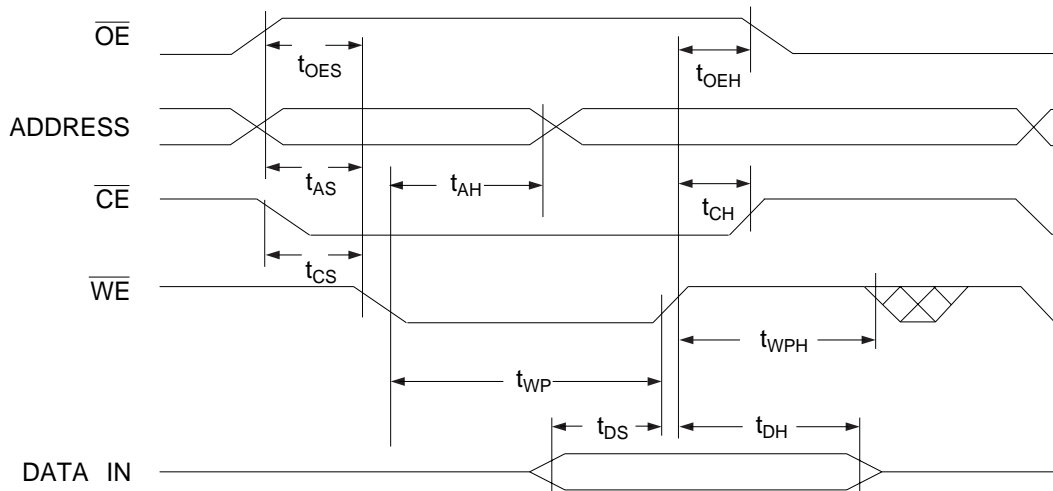 OE
tOES
tOEH
ADDRESS
tAS
tAH
CE
tCH
tCS
WE
tWPH
tWP
tDS
tDH
DATA IN